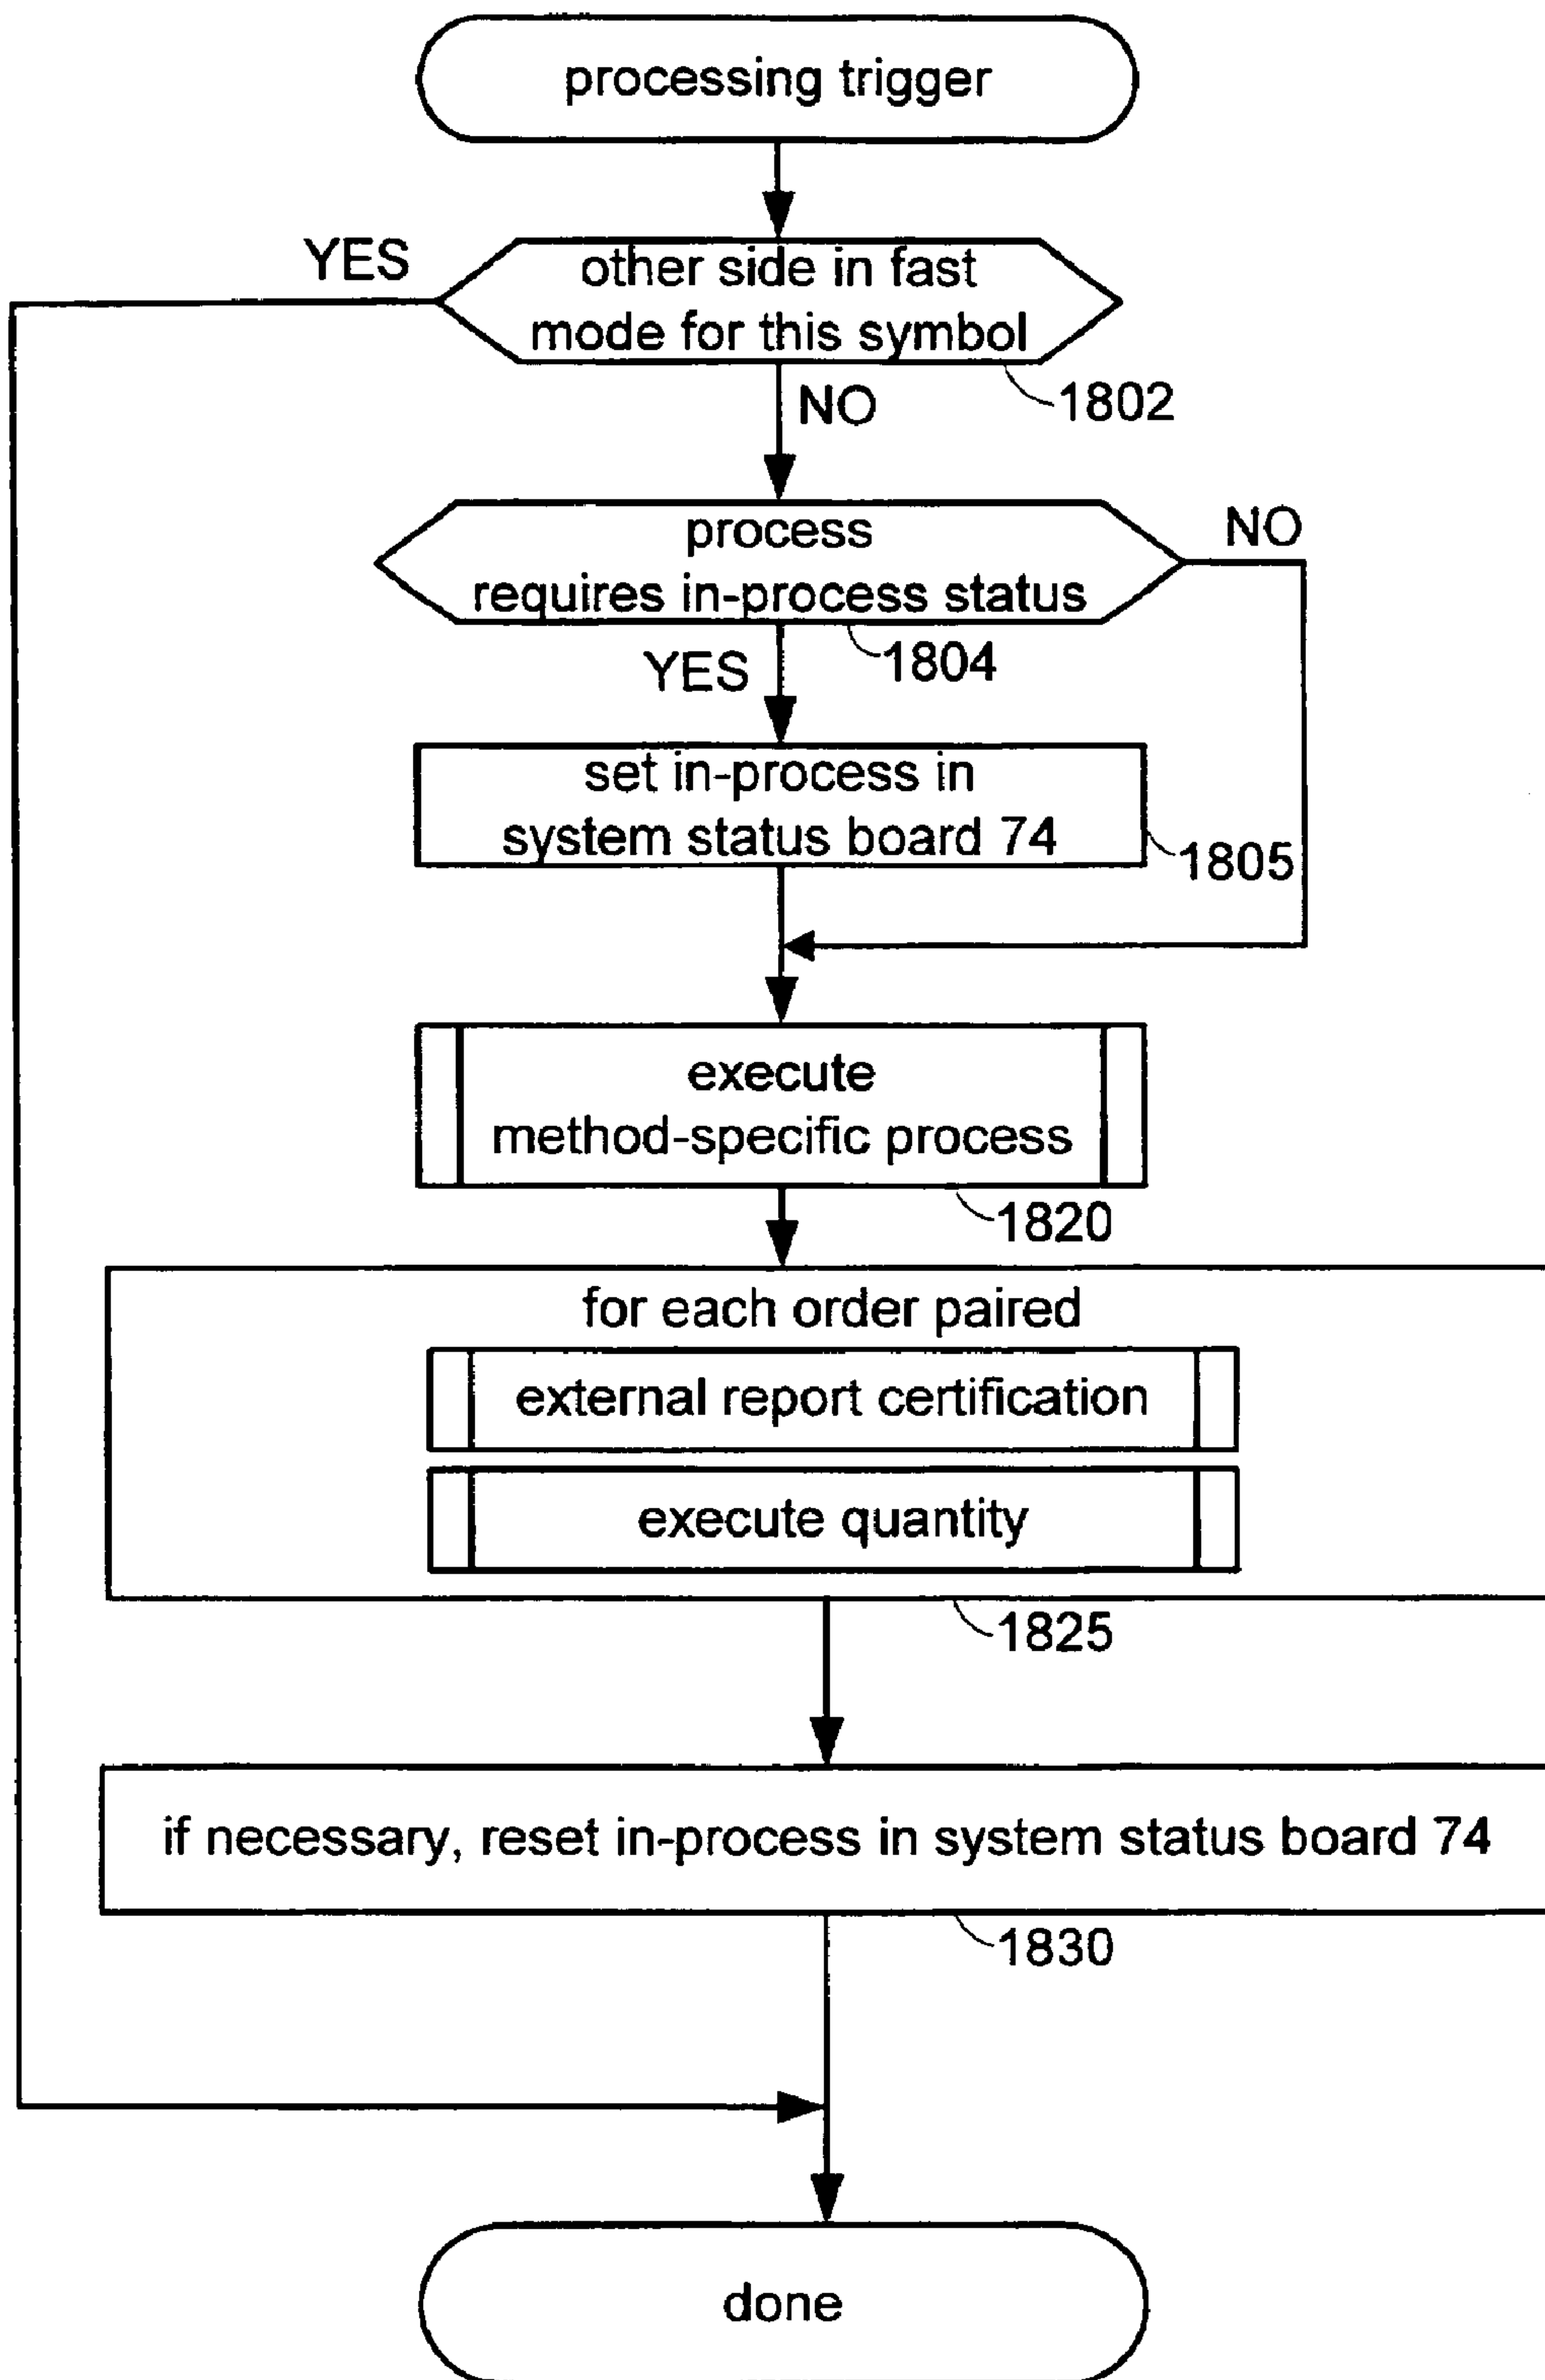 processing trigger
YES
other side in fast
mode for this symbol
1802
NO
process
requires in-process status
NO
1804
YES
set in-process in
system status board 74
1805
execute
method-specific process
1820
for each order paired
external report certification
execute quantity
1825
if necessary, reset in-process in system status board 74
1830
done